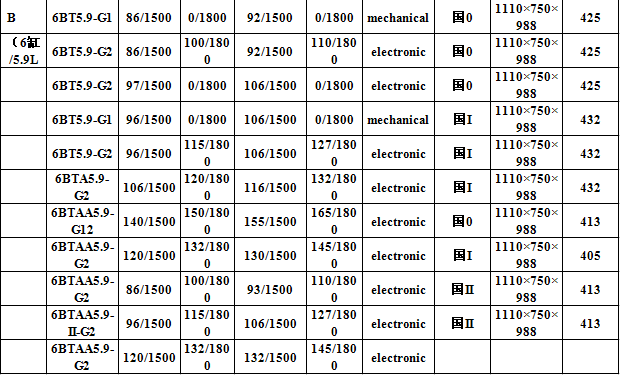 B 6BT5.9-G1 86/1500 0/1800 92/1500 0/1800 mechanical 国0 1110×750×988 425
(6缸/5.9L 6BT5.9-G2 86/1500 100/1800 92/1500 110/1800 electronic 国0 1110×750×988 425
6BT5.9-G2 97/1500 0/1800 106/1500 0/1800 electronic 国0 1110×750×988 425
6BT5.9-G1 96/1500 0/1800 106/1500 0/1800 mechanical 国I 1110×750×988 432
6BT5.9-G2 96/1500 115/1800 106/1500 127/1800 electronic 国I 1110×750×988 432
6BTA5.9-G2 106/1500 120/1800 116/1500 132/1800 electronic 国I 1110×750×988 432
6BTAA5.9-G12 140/1500 150/1800 155/1500 165/1800 electronic 国0 1110×750×988 413
6BTAA5.9-G2 120/1500 132/1800 130/1500 145/1800 electronic 国I 1110×750×988 405
6BTAA5.9-G2 86/1500 100/1800 93/1500 110/1800 electronic 国II 1110×750×988 413
6BTAA5.9-II-G2 96/1500 115/1800 106/1500 127/1800 electronic 国II 1110×750×988 413
6BTAA5.9-G2 120/1500 132/1800 132/1500 145/1800 electronic